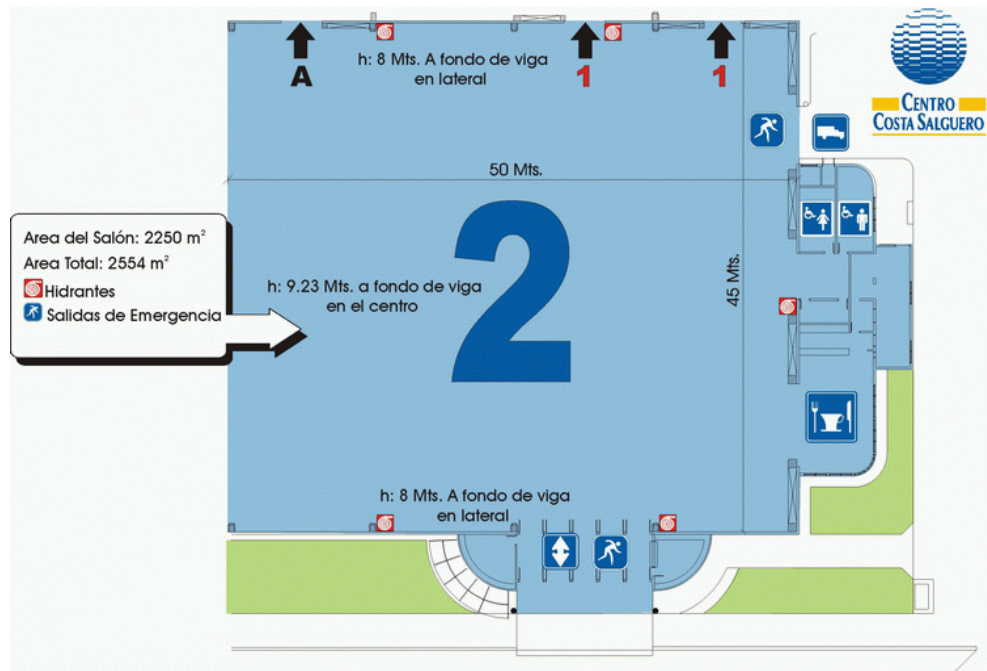 A
h: 8 Mts. A fondo de viga
en lateral
1
1
CENTRO
COSTA SALGUERO
50 Mts.
Area del Salón: 2250 m²
Area Total: 2554 m²
Hidrantes
Salidas de Emergencia
h: 9.23 Mts. a fondo de viga
en el centro
2
45 Mts.
h: 8 Mts. A fondo de viga
en lateral